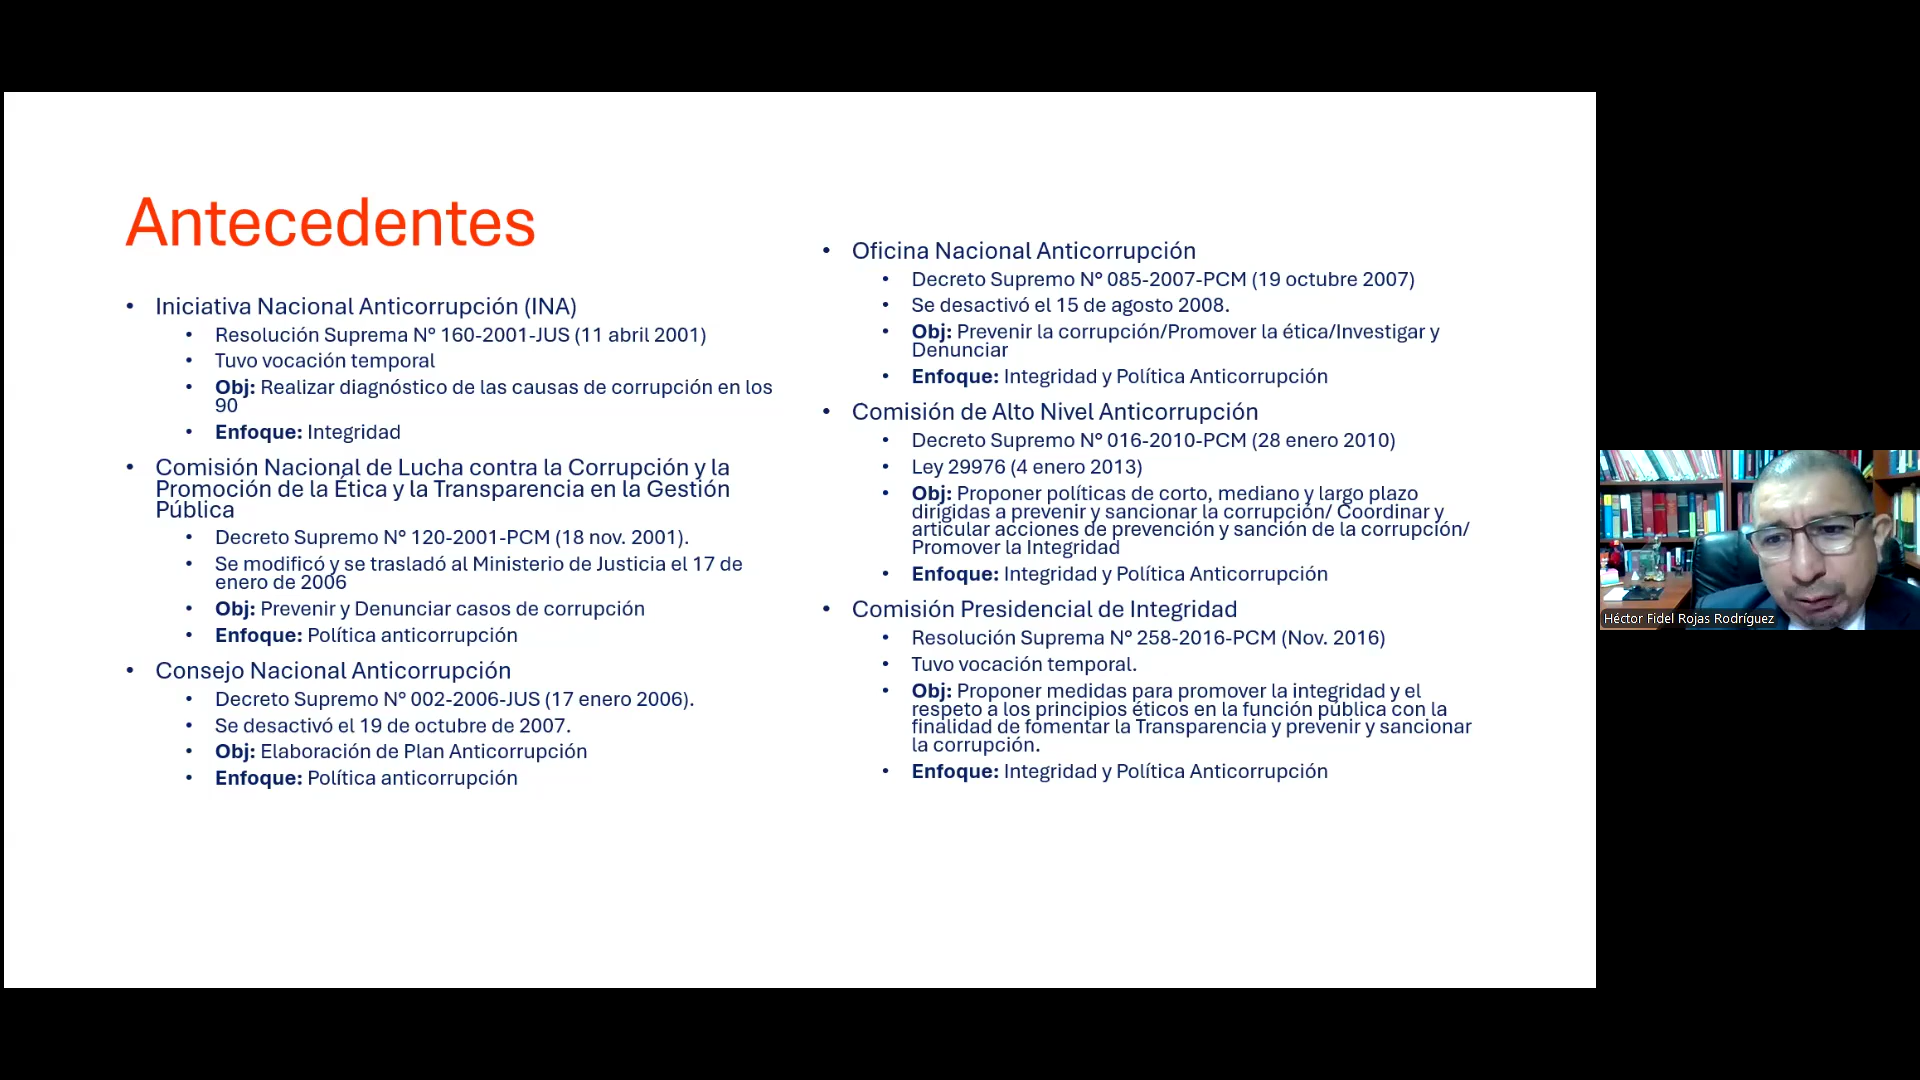 Antecedentes
• Iniciativa Nacional Anticorrupción (INA)
• Resolución Suprema N° 160-2001-JUS (11 abril 2001)
• Tuvo vocación temporal
• Obj: Realizar diagnóstico de las causas de corrupción en los
90
• Enfoque: Integridad
• Comisión Nacional de Lucha contra la Corrupción y la
Promoción de la Ética y la Transparencia en la Gestión
Pública
• Decreto Supremo N° 120-2001-PCM (18 nov. 2001).
• Se modificó y se trasladó al Ministerio de Justicia el 17 de
enero de 2006
• Obj: Prevenir y Denunciar casos de corrupción
• Enfoque: Política anticorrupción
• Consejo Nacional Anticorrupción
• Decreto Supremo N° 002-2006-JUS (17 enero 2006).
• Se desactivó el 19 de octubre de 2007.
• Obj: Elaboración de Plan Anticorrupción
• Enfoque: Política anticorrupción
• Oficina Nacional Anticorrupción
• Decreto Supremo N° 085-2007-PCM (19 octubre 2007)
• Se desactivó el 15 de agosto 2008.
• Obj: Prevenir la corrupción/Promover la ética/Investigar y
Denunciar
• Enfoque: Integridad y Política Anticorrupción
• Comisión de Alto Nivel Anticorrupción
• Decreto Supremo N° 016-2010-PCM (28 enero 2010)
• Ley 29976 (4 enero 2013)
• Obj: Proponer políticas de corto, mediano y largo plazo
dirigidas a prevenir y sancionar la corrupción/ Coordinar y
articular acciones de prevención y sanción de la corrupción/
Promover la Integridad
• Enfoque: Integridad y Política Anticorrupción
• Comisión Presidencial de Integridad
• Resolución Suprema N° 258-2016-PCM (Nov. 2016)
• Tuvo vocación temporal.
• Obj: Proponer medidas para promover la integridad y el
respeto a los principios éticos en la función pública con la
finalidad de fomentar la Transparencia y prevenir y sancionar
la corrupción.
• Enfoque: Integridad y Política Anticorrupción
Héctor Fidel Rojas Rodríguez